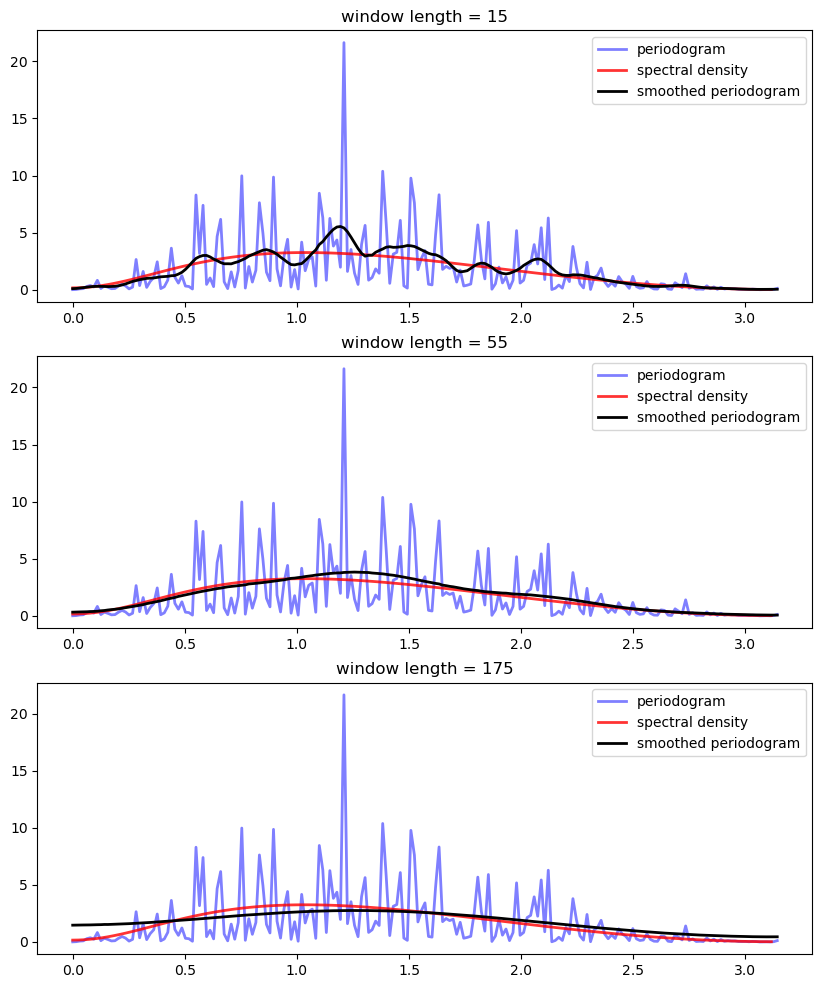 window length = 15
periodogram
spectral density
smoothed periodogram
20
15
10
5
0
0.0 0.5 1.0 1.5 2.0 2.5 3.0
window length = 55
periodogram
spectral density
smoothed periodogram
20
15
10
5
0
0.0 0.5 1.0 1.5 2.0 2.5 3.0
window length = 175
periodogram
spectral density
smoothed periodogram
20
15
10
5
0
0.0 0.5 1.0 1.5 2.0 2.5 3.0